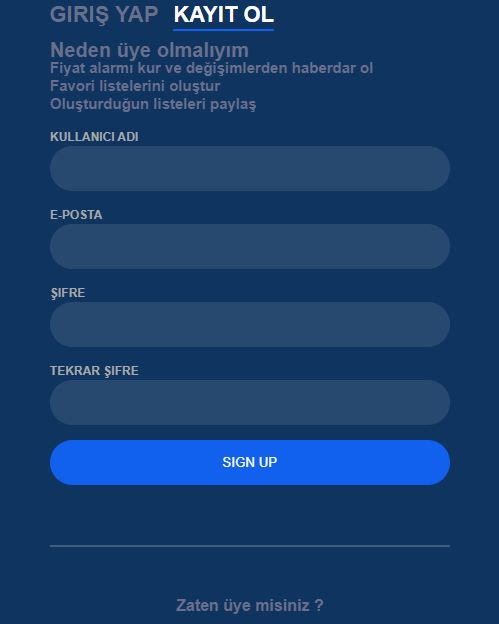 GIRIŞ YAP KAYIT OL
Neden üye olmalıyım
Fiyat alarmı kur ve değişimlerden haberdar ol
Favori listelerini oluştur
Oluşturduğun listeleri paylaş
KULLANICI ADI
E-POSTA
ŞIFRE
TEKRAR ŞIFRE
SIGN UP
Zaten üye misiniz ?